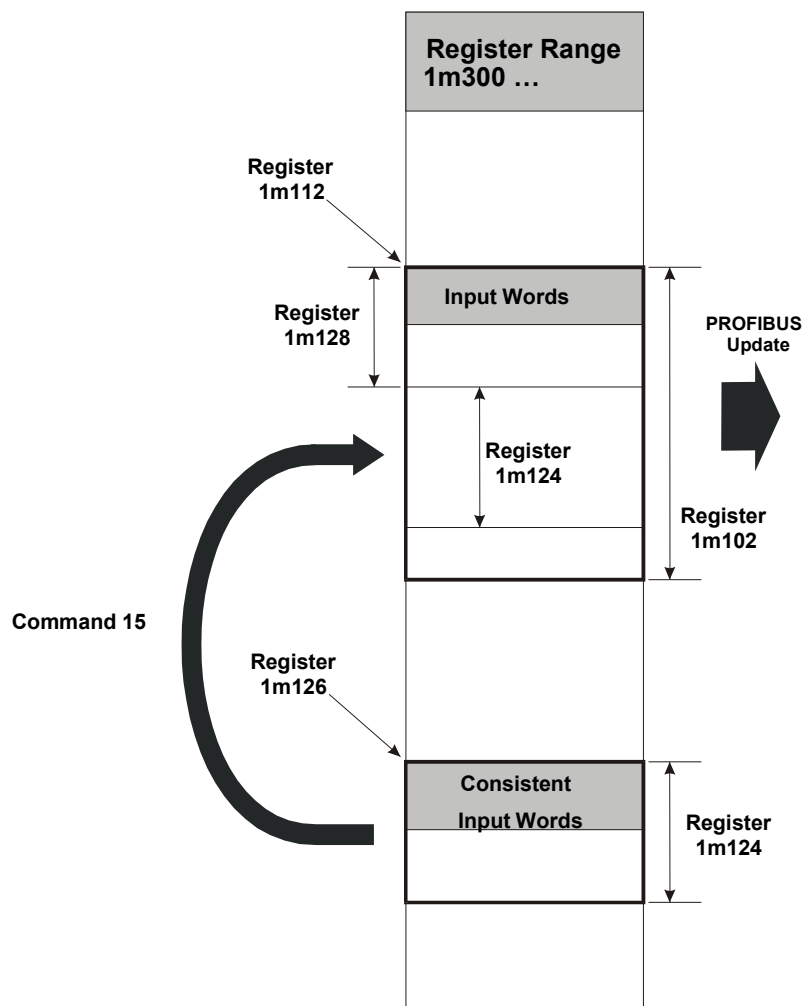 Register Range
1m300 ...
Register
1m112
Input Words
Register
1m128
PROFIBUS
Update
Register
1m124
Register
1m102
Command 15
Register
1m126
Consistent
Input Words
Register
1m124